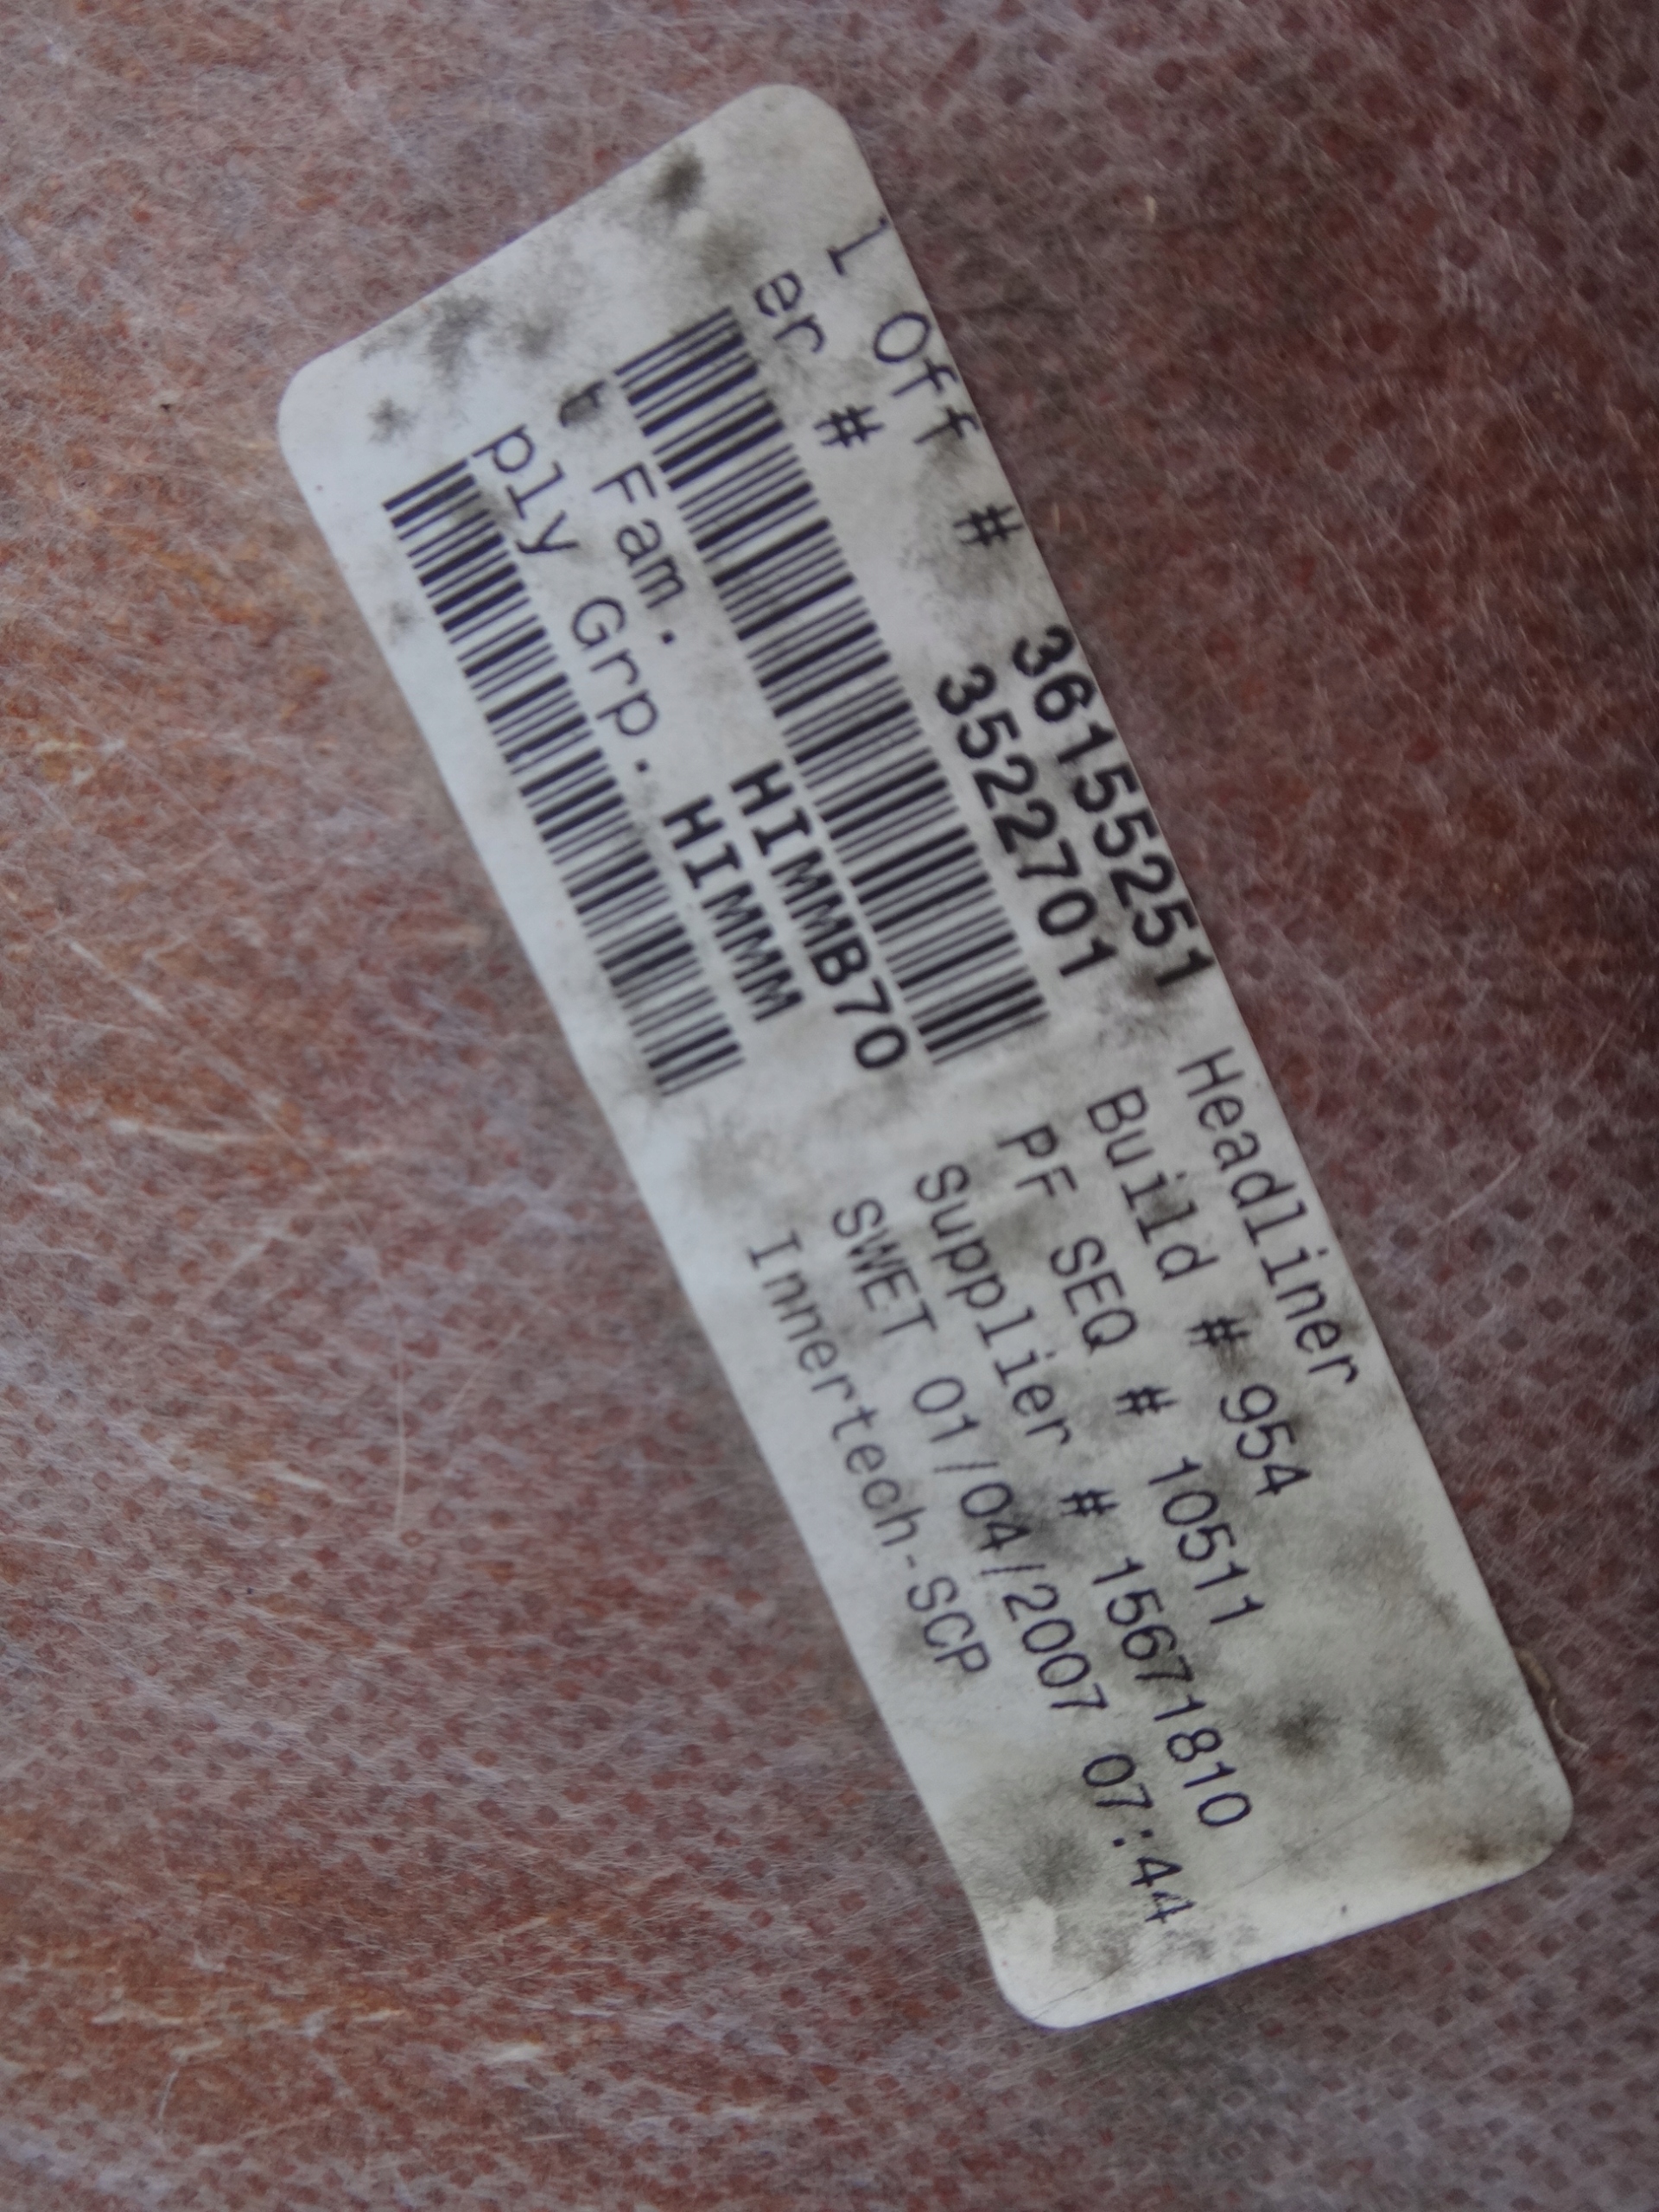 l Off # 36155251 Headliner
er # 3522701 Build # 954
PF SEQ # 10511
t Fam. HIMMB70 Supplier # 15671810
ply Grp. HIMMM SWET 01/04/2007 07:44
Innertech-SCP